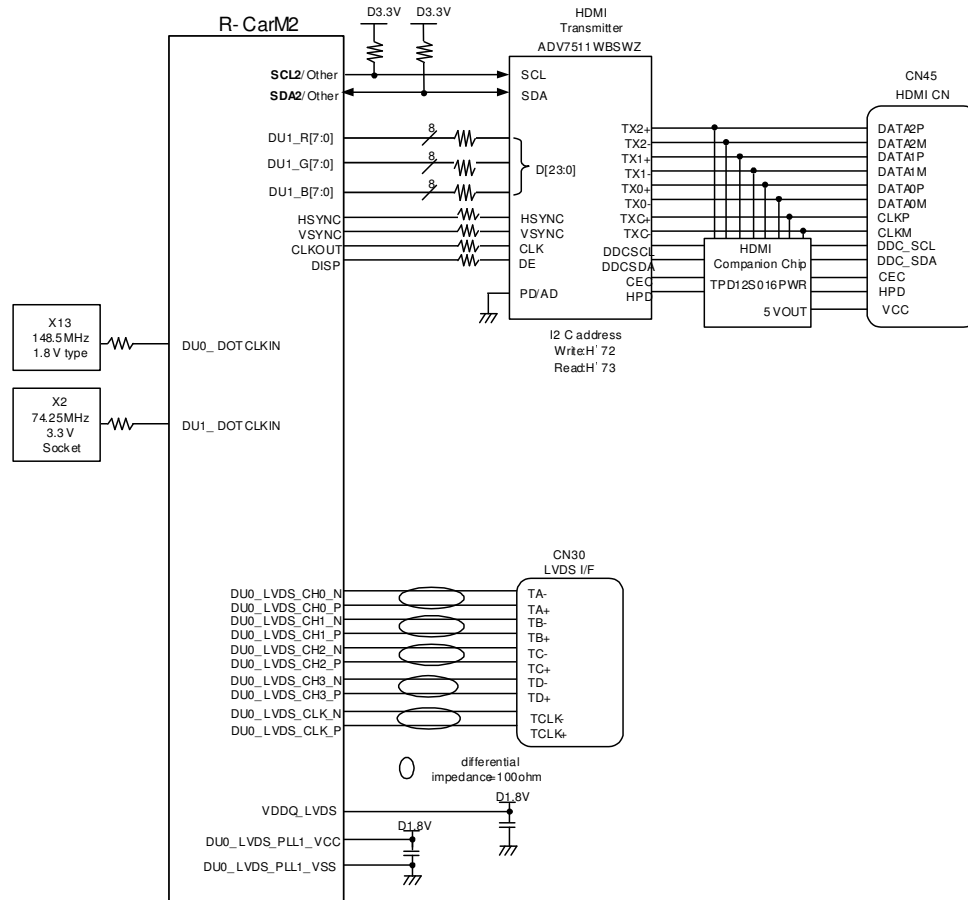 R-CarM2
D3.3V
D3.3V
HDMI
Transmitter
ADV7511WBSWZ
CN45
HDMI CN
SCL2/Other
SDA2/Other
SCL
SDA
DU1_R[7:0]
8
DU1_G[7:0]
8
DU1_B[7:0]
8
D[23:0]
HSYNC
VSYNC
CLKOUT
DISP
HSYNC
VSYNC
CLK
DE
PD/AD
TX2+
TX2-
TX1+
TX1-
TX0+
TX0-
TXC+
TXC-
DDCSCL
DDCSDA
CEC
HPD
HDMI
Companion Chip
TPD12S016PWR
5VOUT
DATA2P
DATA2M
DATA1P
DATA1M
DATA0P
DATA0M
CLKP
CLKM
DDC_SCL
DDC_SDA
CEC
HPD
VCC
I2C address
Write:H'72
Read:H'73
X13
148.5MHz
1.8V type
DU0_DOTCLKIN
X2
74.25MHz
3.3V
Socket
DU1_DOTCLKIN
CN30
LVDS I/F
DU0_LVDS_CH0_N
DU0_LVDS_CH0_P
DU0_LVDS_CH1_N
DU0_LVDS_CH1_P
DU0_LVDS_CH2_N
DU0_LVDS_CH2_P
DU0_LVDS_CH3_N
DU0_LVDS_CH3_P
DU0_LVDS_CLK_N
DU0_LVDS_CLK_P
TA-
TA+
TB-
TB+
TC-
TC+
TD-
TD+
TCLK-
TCLK+
differential
impedance=100ohm
D1.8V
VDDQ_LVDS
D1.8V
DU0_LVDS_PLL1_VCC
DU0_LVDS_PLL1_VSS